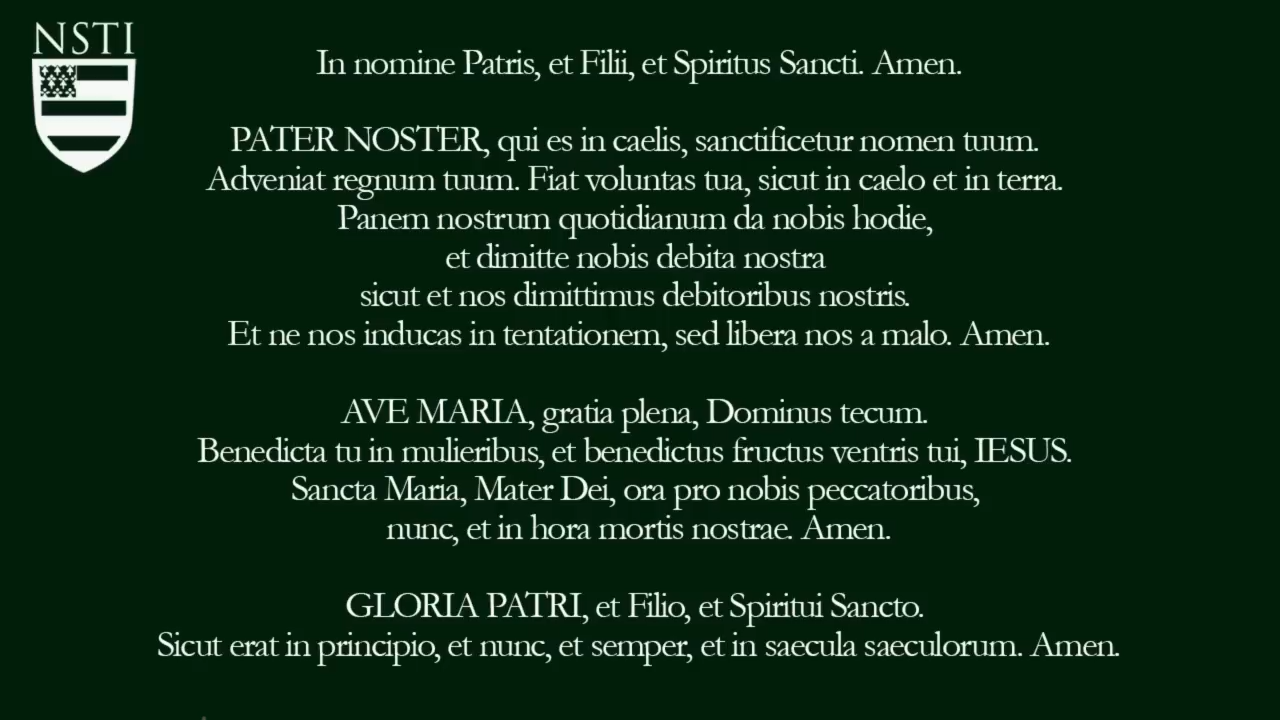 NSTI
In nomine Patris, et Filii, et Spiritus Sancti. Amen.
PATER NOSTER, qui es in caelis, sanctificetur nomen tuum.
Adveniat regnum tuum. Fiat voluntas tua, sicut in caelo et in terra.
Panem nostrum quotidianum da nobis hodie,
et dimitte nobis debita nostra
sicut et nos dimittimus debitoribus nostris.
Et ne nos inducas in tentationem, sed libera nos a malo. Amen.
AVE MARIA, gratia plena, Dominus tecum.
Benedicta tu in mulieribus, et benedictus fructus ventris tui, IESUS.
Sancta Maria, Mater Dei, ora pro nobis peccatoribus,
nunc, et in hora mortis nostrae. Amen.
GLORIA PATRI, et Filio, et Spiritui Sancto.
Sicut erat in principio, et nunc, et semper, et in saecula saeculorum. Amen.